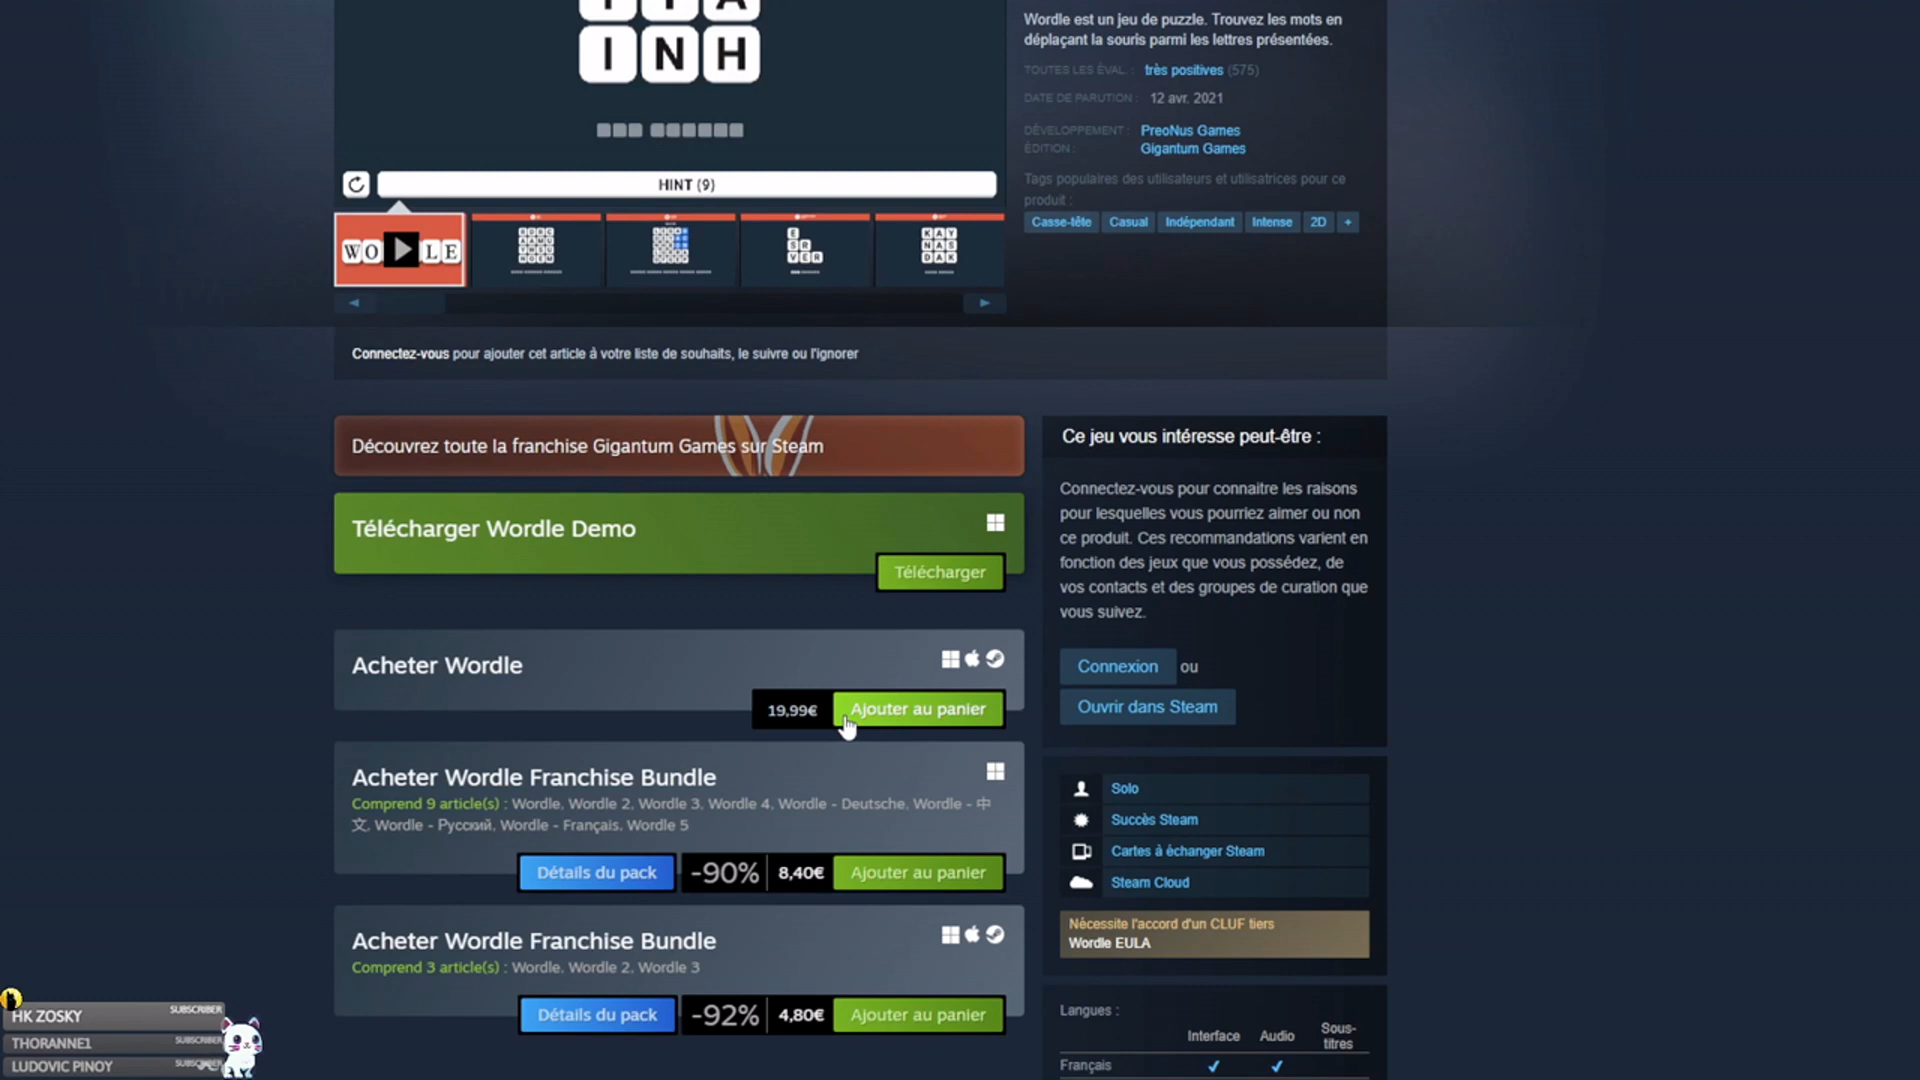 I N H
HINT (9)
WO LE
E
S R
V E R
K A Y
N A S
D A K
Wordle est un jeu de puzzle. Trouvez les mots en
déplaçant la souris parmi les lettres présentées.
TOUTES LES ÉVAL. : très positives (575)
DATE DE PARUTION : 12 avr. 2021
DÉVELOPPEMENT : PreoNus Games
ÉDITION : Gigantum Games
Tags populaires des utilisateurs et utilisatrices pour ce
produit :
Casse-tête Casual Indépendant Intense 2D +
Connectez-vous pour ajouter cet article à votre liste de souhaits, le suivre ou l'ignorer
Découvrez toute la franchise Gigantum Games sur Steam
Télécharger Wordle Demo
Télécharger
Acheter Wordle
19,99€ Ajouter au panier
Acheter Wordle Franchise Bundle
Comprend 9 article(s) : Wordle, Wordle 2, Wordle 3, Wordle 4, Wordle - Deutsche, Wordle - 中
文, Wordle - Русский, Wordle - Français, Wordle 5
Détails du pack -90% 8,40€ Ajouter au panier
Acheter Wordle Franchise Bundle
Comprend 3 article(s) : Wordle, Wordle 2, Wordle 3
Détails du pack -92% 4,80€ Ajouter au panier
Ce jeu vous intéresse peut-être :
Connectez-vous pour connaitre les raisons
pour lesquelles vous pourriez aimer ou non
ce produit. Ces recommandations varient en
fonction des jeux que vous possédez, de
vos contacts et des groupes de curation que
vous suivez.
Connexion ou
Ouvrir dans Steam
Solo
Succès Steam
Cartes à échanger Steam
Steam Cloud
Nécessite l'accord d'un CLUF tiers
Wordle EULA
Langues :
Interface Audio Sous-
titres
Français ✔ ✔
HK ZOSKY SUBSCRIBER
THORANNE1 SUBSCRIBER
LUDOVIC PINOY